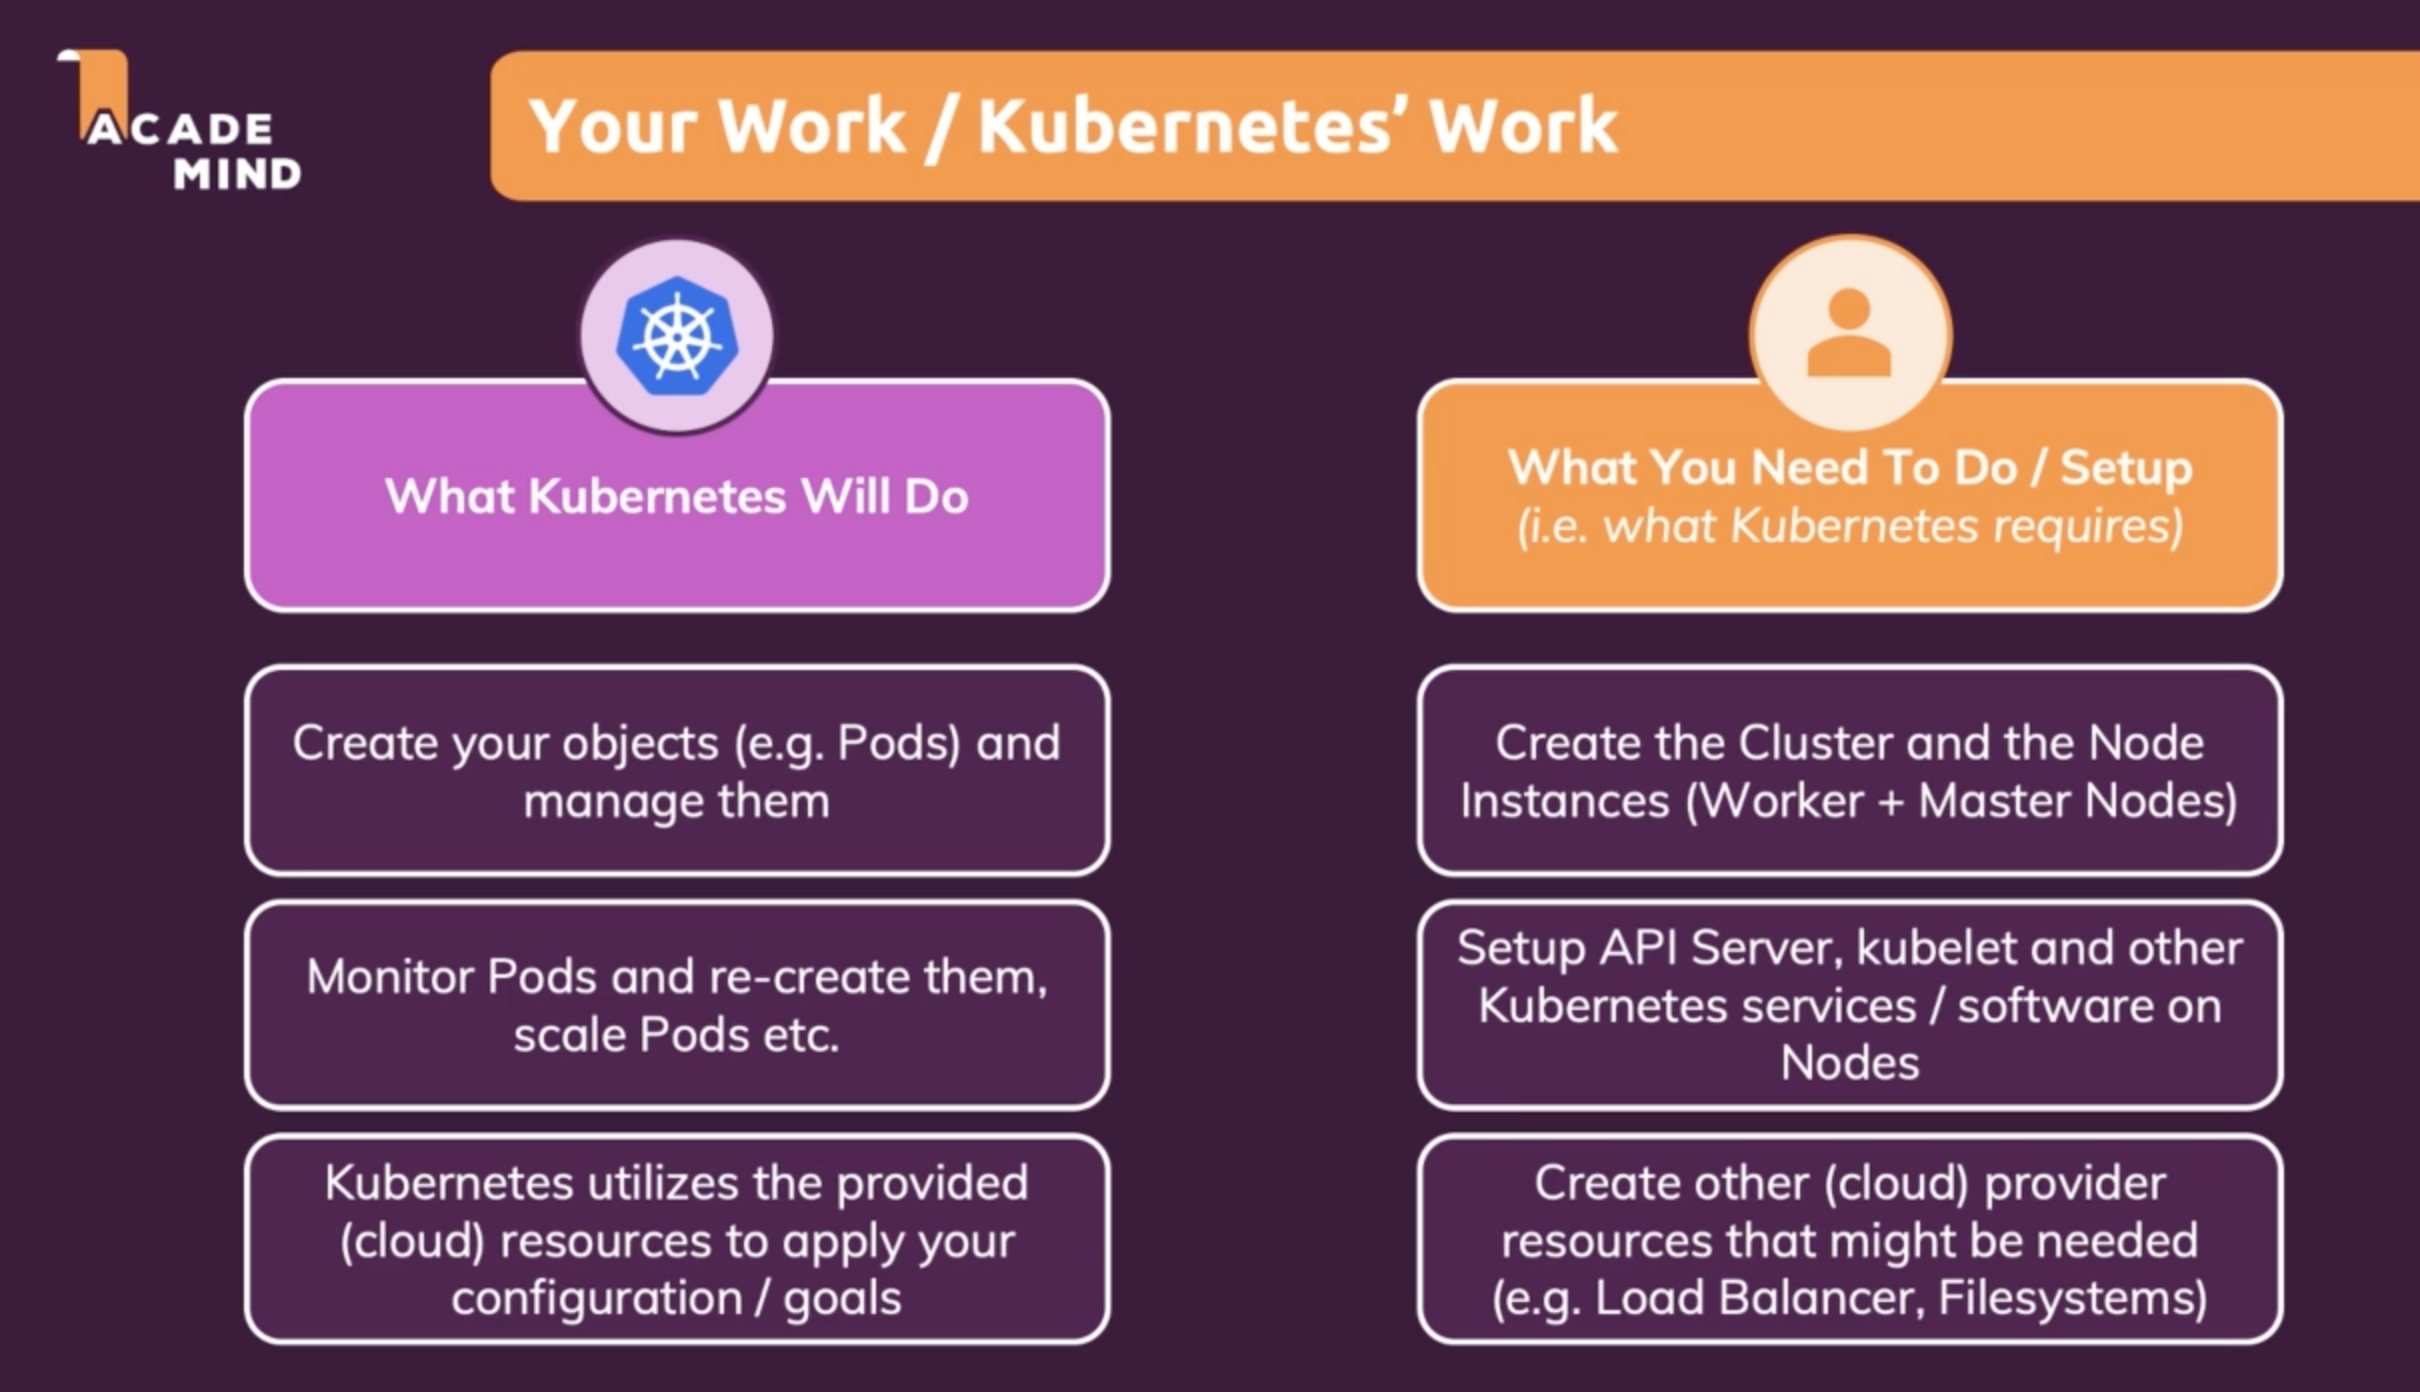 ACADE
MIND
Your Work / Kubernetes’ Work
What Kubernetes Will Do
Create your objects (e.g. Pods) and
manage them
Monitor Pods and re-create them,
scale Pods etc.
Kubernetes utilizes the provided
(cloud) resources to apply your
configuration / goals
What You Need To Do / Setup
(i.e. what Kubernetes requires)
Create the Cluster and the Node
Instances (Worker + Master Nodes)
Setup API Server, kubelet and other
Kubernetes services / software on
Nodes
Create other (cloud) provider
resources that might be needed
(e.g. Load Balancer, Filesystems)